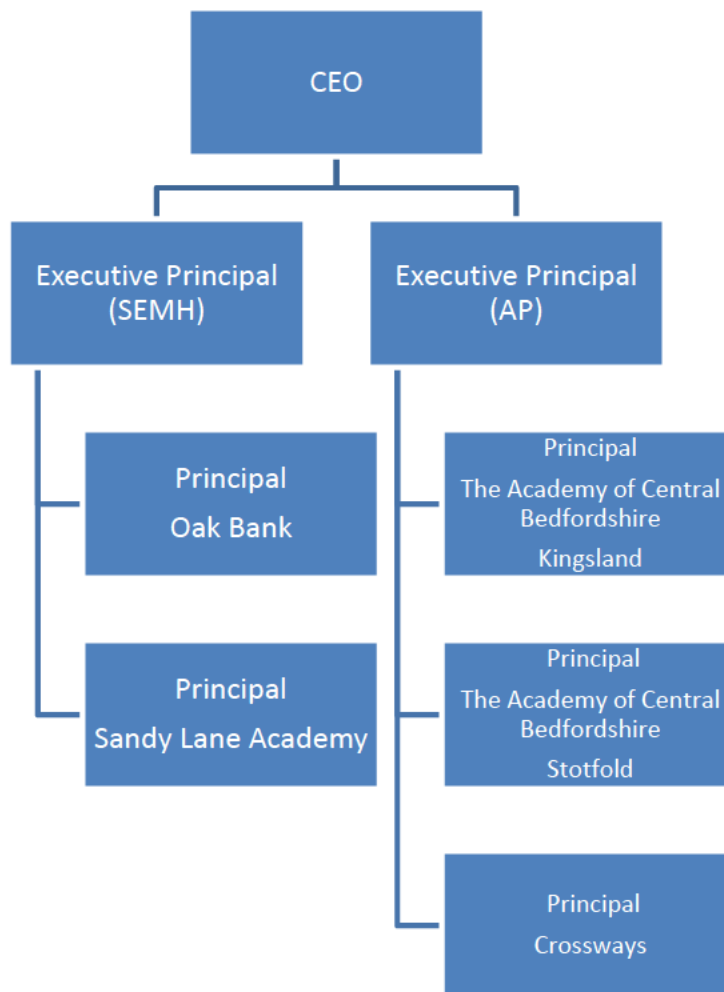 CEO
Executive Principal
(SEMH)
Executive Principal
(AP)
Principal
Oak Bank
Principal
Sandy Lane Academy
Principal
The Academy of Central
Bedfordshire
Kingsland
Principal
The Academy of Central
Bedfordshire
Stotfold
Principal
Crossways